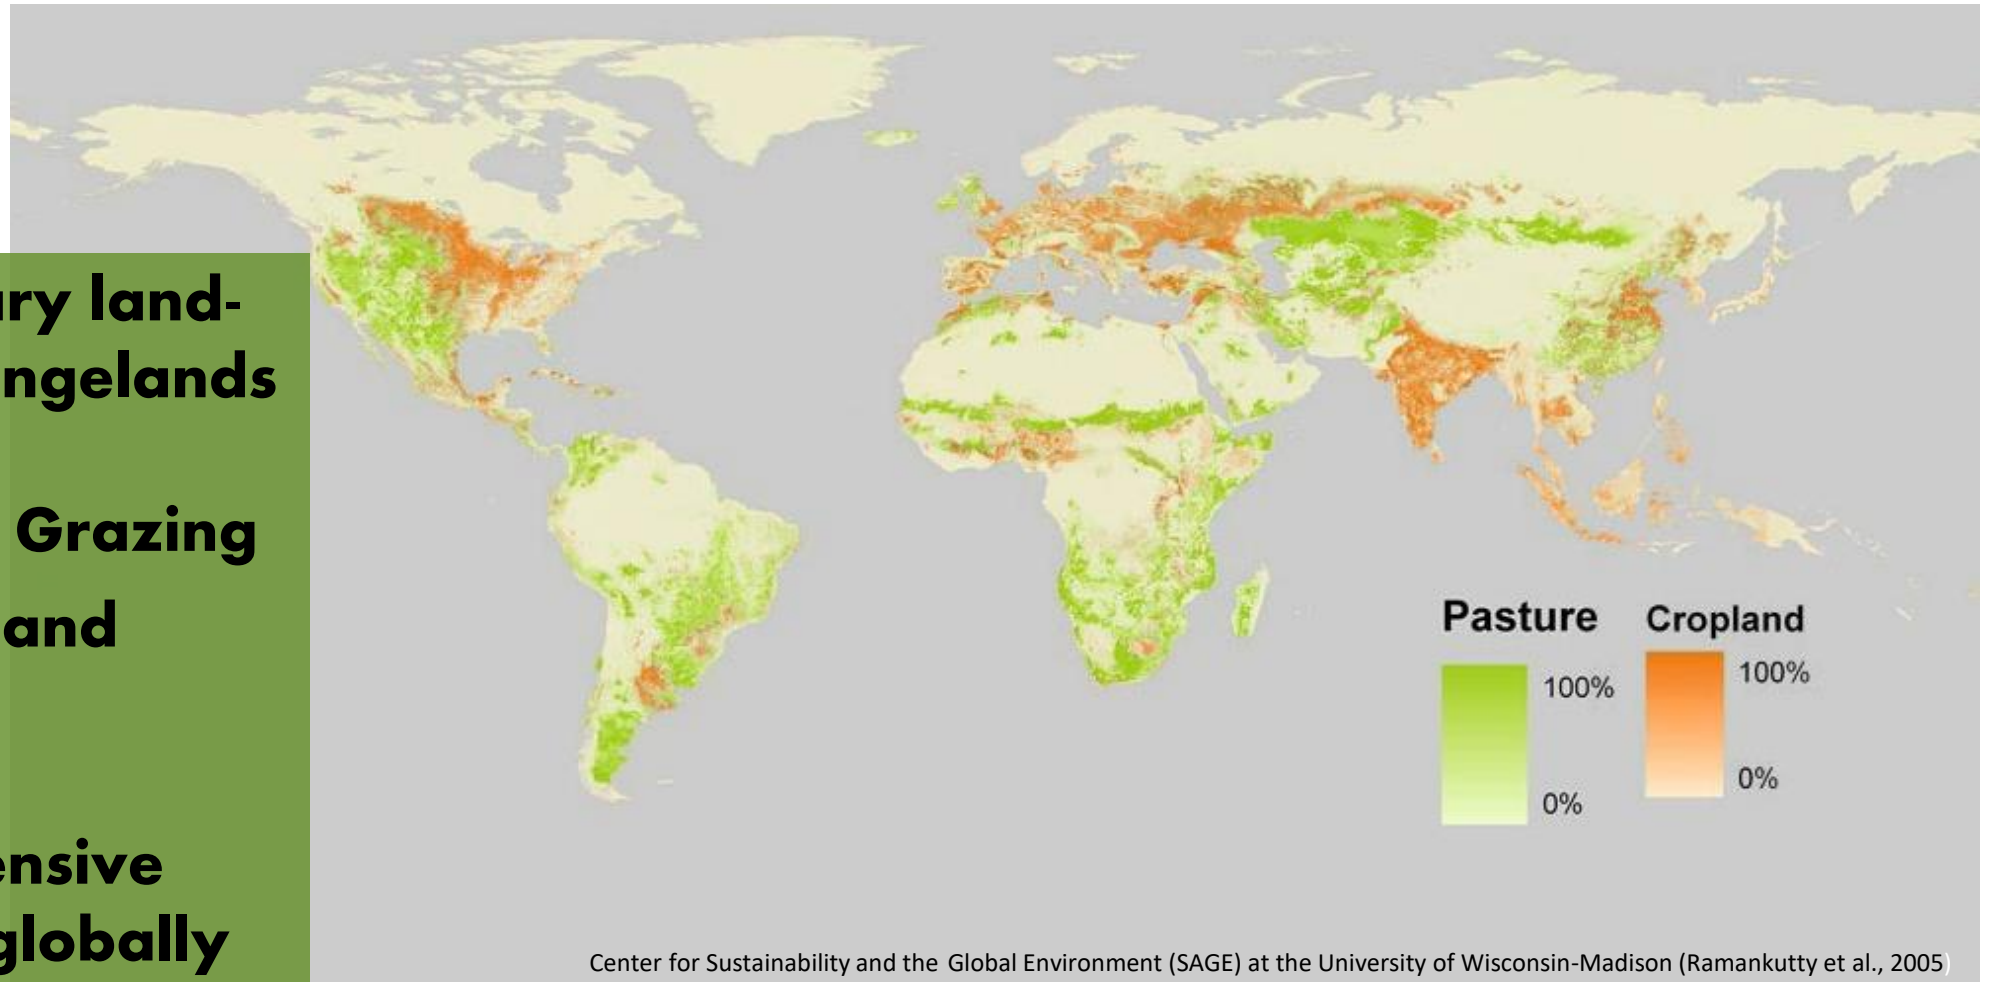 ary land-
ngelands
Grazing
and
ensive
globally
Pasture Cropland
100% 100%
0% 0%
Center for Sustainability and the Global Environment (SAGE) at the University of Wisconsin-Madison (Ramankutty et al., 2005)